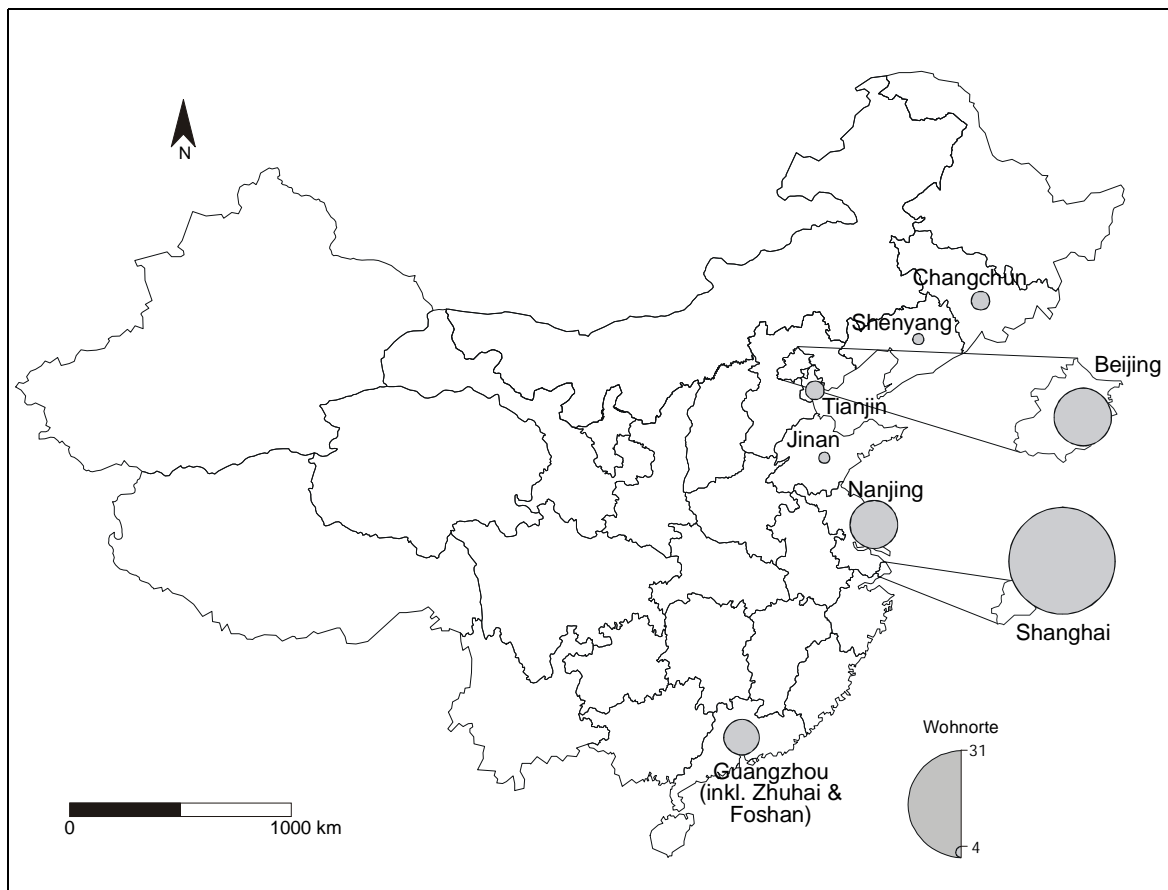 N
Changchun
Shenyang
Beijing
Tianjin
Jinan
Nanjing
Shanghai
Guangzhou
(inkl. Zhuhai &
Foshan)
Wohnorte
31
4
0
1000 km